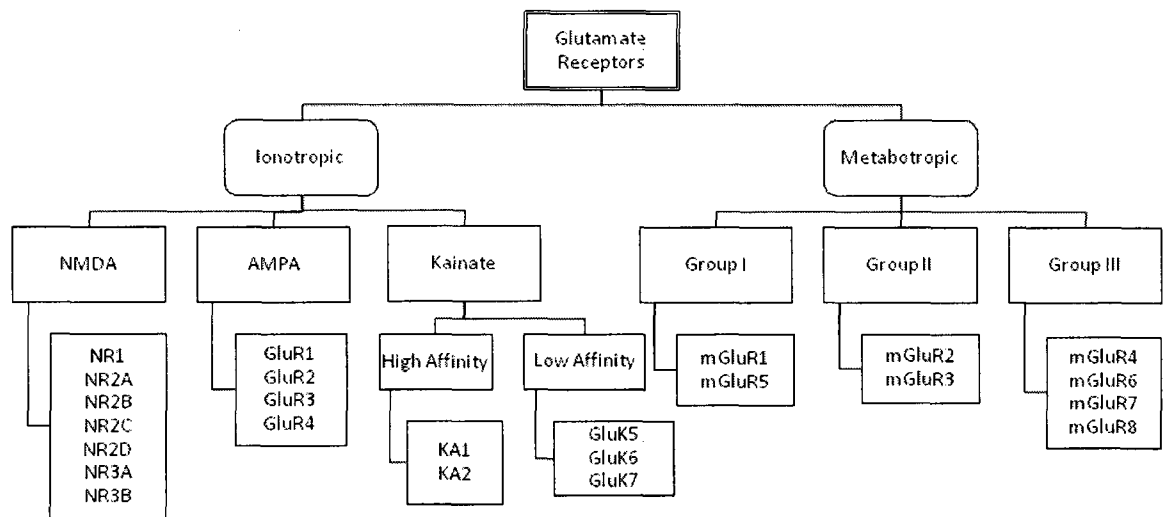 Glutamate
Receptors
Ionotropic
Metabotropic
NMDA
AMPA
Kainate
Group I
Group II
Group III
High Affinity
Low Affinity
NR1
NR2A
NR2B
NR2C
NR2D
NR3A
NR3B
GluR1
GluR2
GluR3
GluR4
KA1
KA2
GluK5
GluK6
GluK7
mGluR1
mGluR5
mGluR2
mGluR3
mGluR4
mGluR6
mGluR7
mGluR8